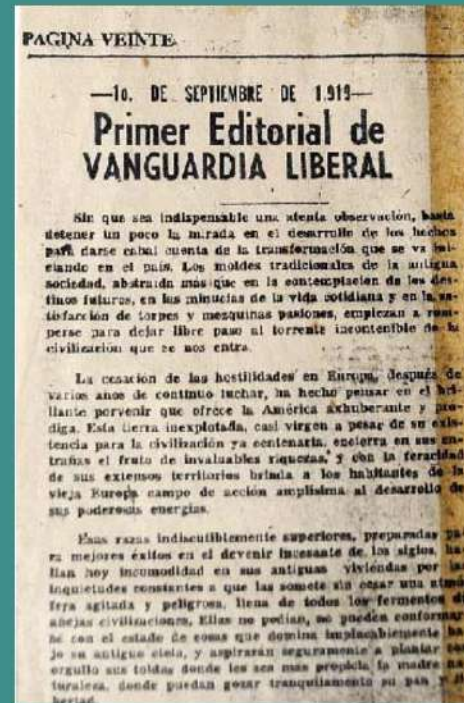 PAGINA VEINTE
—1o. DE SEPTIEMBRE DE 1.919—
Primer Editorial de
VANGUARDIA LIBERAL
Sin que sea indispensable una atenta observación, basta
detener un poco la mirada en el desarrollo de los hechos
para darse cabal cuenta de la transformación que se va ini-
ciando en el país. Los moldes tradicionales de la antigua
sociedad, abstraída más que en la contemplación de los des-
tinos futuros, en las minucias de la vida cotidiana y en la sa-
tisfacción de torpes y mezquinas pasiones, empiezan a rom-
perse para dejar libre paso al torrente incontenible de la
civilización que se nos entra.
La cesación de las hostilidades en Europa, después de
varios anos de continuo luchar, ha hecho pensar en el bri-
llante porvenir que ofrece la América exhuberante y pró-
diga. Esta tierra inexplotada, casi virgen a pesar de su exis-
tencia para la civilización ya centenaria, encierra en sus en-
trañas el fruto de invaluables riquezas, y con la feracidad
de sus extensos territorios brinda a los habitantes de la
vieja Europa campo de acción amplísima al desarrollo de
sus poderosas energías.
Esas razas indiscutiblemente superiores, preparadas pa-
ra mejores éxitos en el devenir incesante de los siglos, ha-
llan hoy incomodidad en sus antiguas viviendas por las
inquietudes constantes a que las somete sin cesar una atmós
fera agitada y peligrosa, llena de todos los fermentos de
añejas civilizaciones. Ellas no podían, no pueden conformar
se con el estado de cosas que domina implacablemente ba-
jo su antiguo cielo, y aspirarán seguramente a plantar con
orgullo sus toldas donde les sea más propicia la madre na-
turaleza, donde puedan gozar tranquilamente su pan y su
bertad